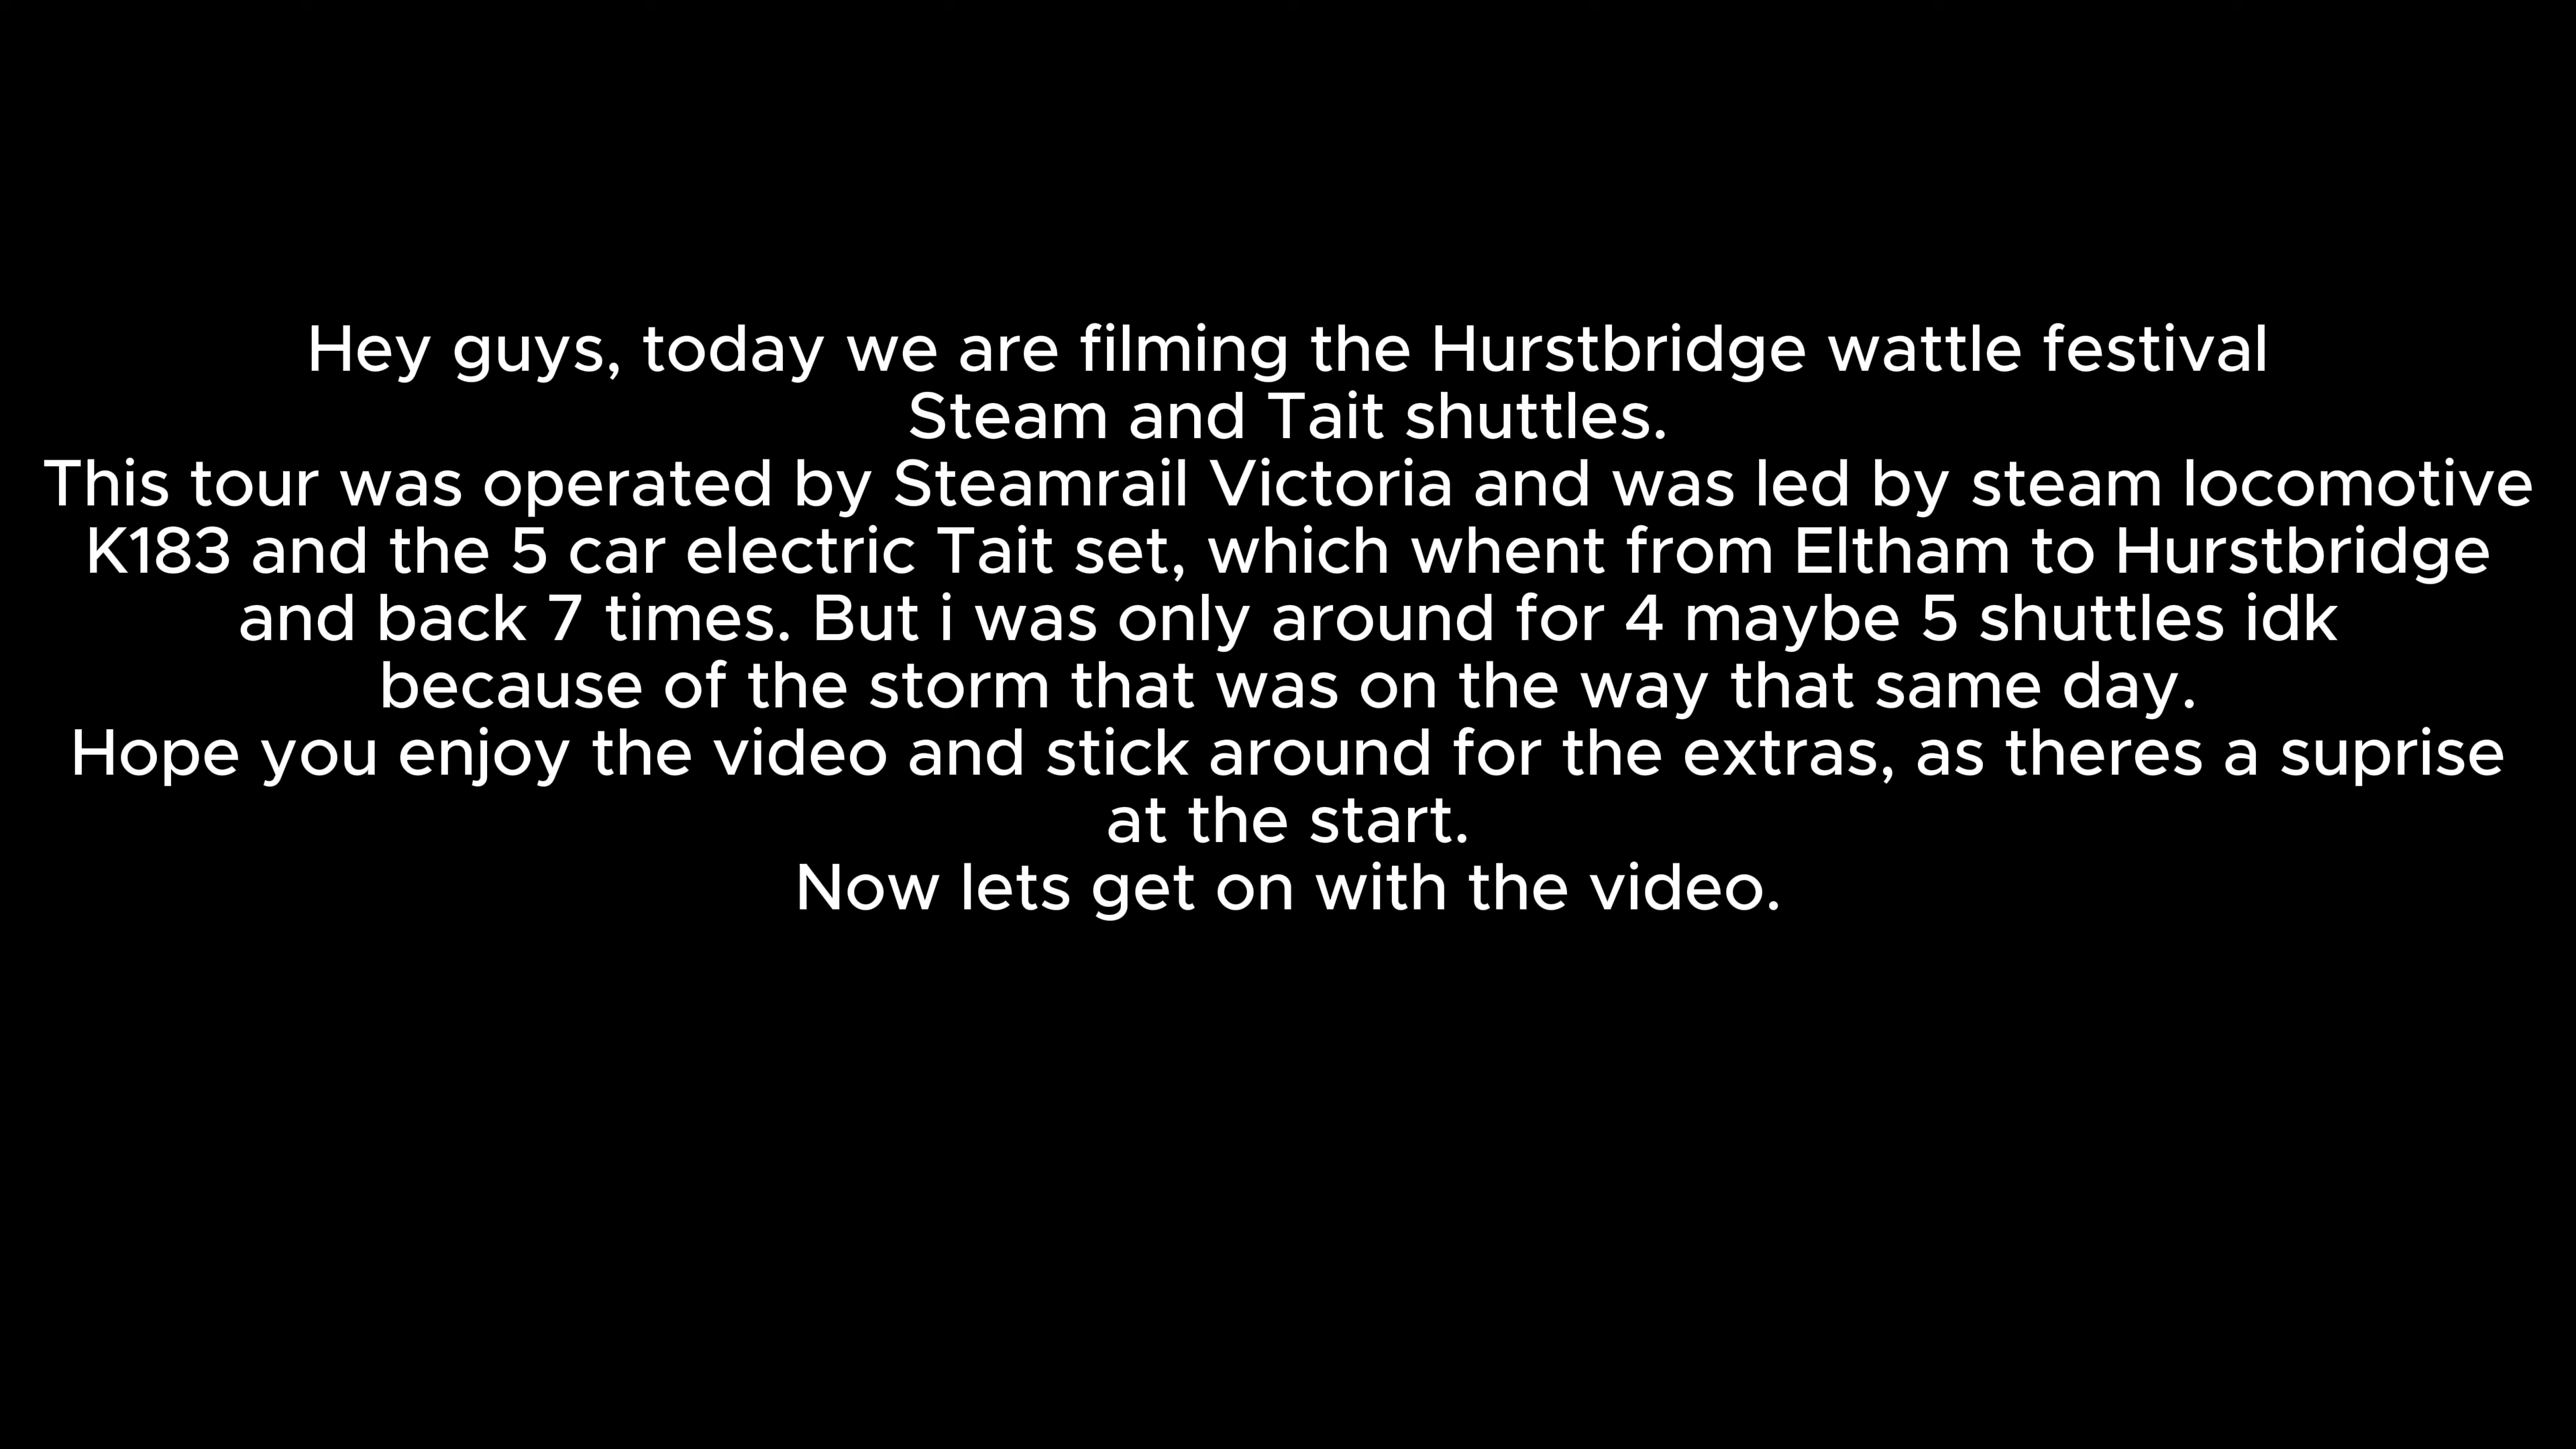 Hey guys, today we are filming the Hurstbridge wattle festival
Steam and Tait shuttles.
This tour was operated by Steamrail Victoria and was led by steam locomotive
K183 and the 5 car electric Tait set, which whent from Eltham to Hurstbridge
and back 7 times. But i was only around for 4 maybe 5 shuttles idk
because of the storm that was on the way that same day.
Hope you enjoy the video and stick around for the extras, as theres a suprise
at the start.
Now lets get on with the video.